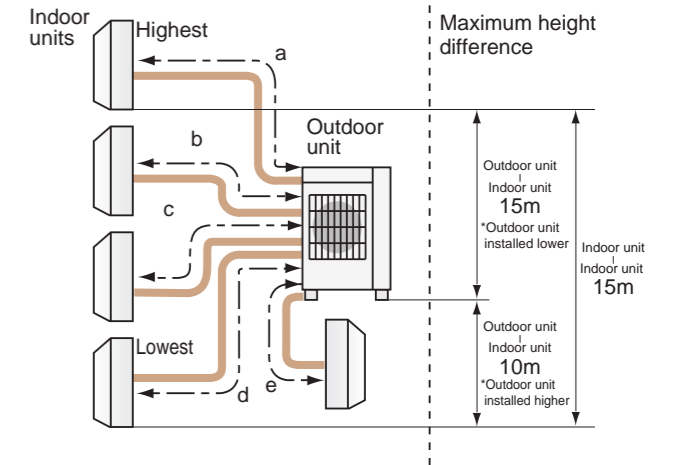 Indoor
units
Highest
a
Maximum height
difference
b
Outdoor
unit
c
Outdoor unit
Indoor unit
15m
*Outdoor unit
installed lower
Indoor unit
Indoor unit
15m
Lowest
d
e
Outdoor unit
Indoor unit
10m
*Outdoor unit
installed higher